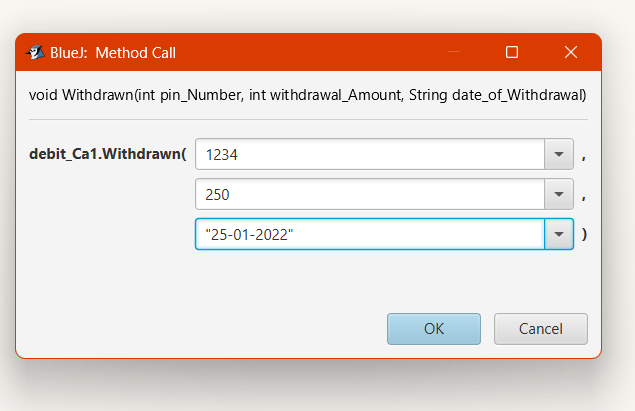 BlueJ: Method Call
void Withdrawn(int pin_Number, int withdrawal_Amount, String date_of_Withdrawal)
debit_Ca1.Withdrawn( 1234 ,
250 ,
"25-01-2022" )
OK Cancel